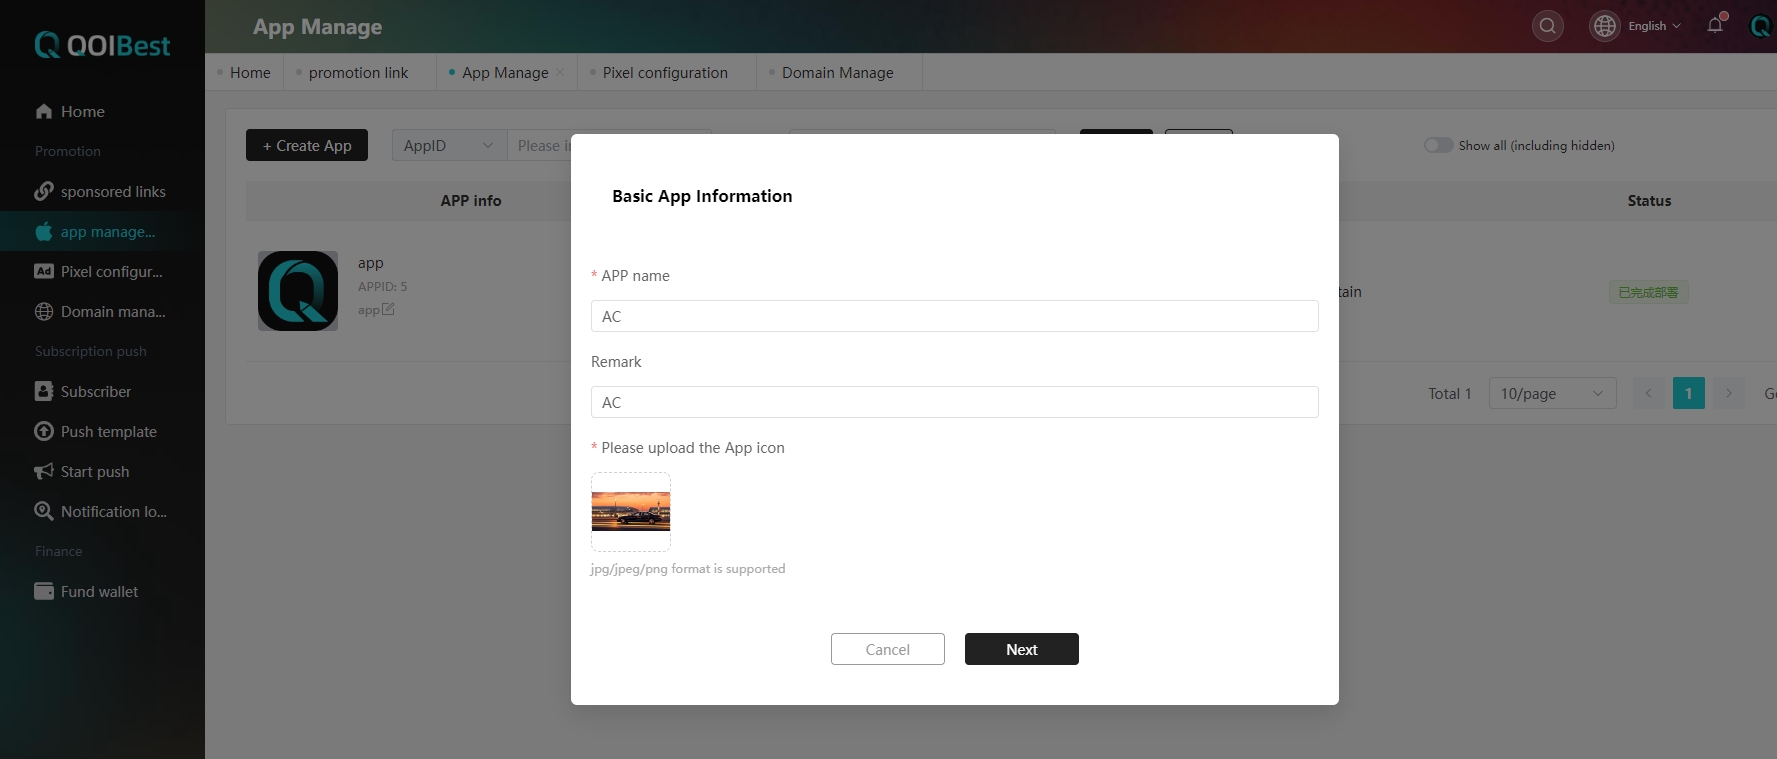 QOIBest
App Manage
English
Home
promotion link
App Manage
Pixel configuration
Domain Manage
Home
Promotion
sponsored links
app manage...
Pixel configur...
Domain mana...
Subscription push
Subscriber
Push template
Start push
Notification lo...
Finance
Fund wallet
+ Create App
AppID
Please
Show all (including hidden)
APP info
Status
app
APPID: 5
app
tain
已完成部署
Total 1
10/page
1
Basic App Information
* APP name
AC
Remark
AC
* Please upload the App icon
jpg/jpeg/png format is supported
Cancel
Next